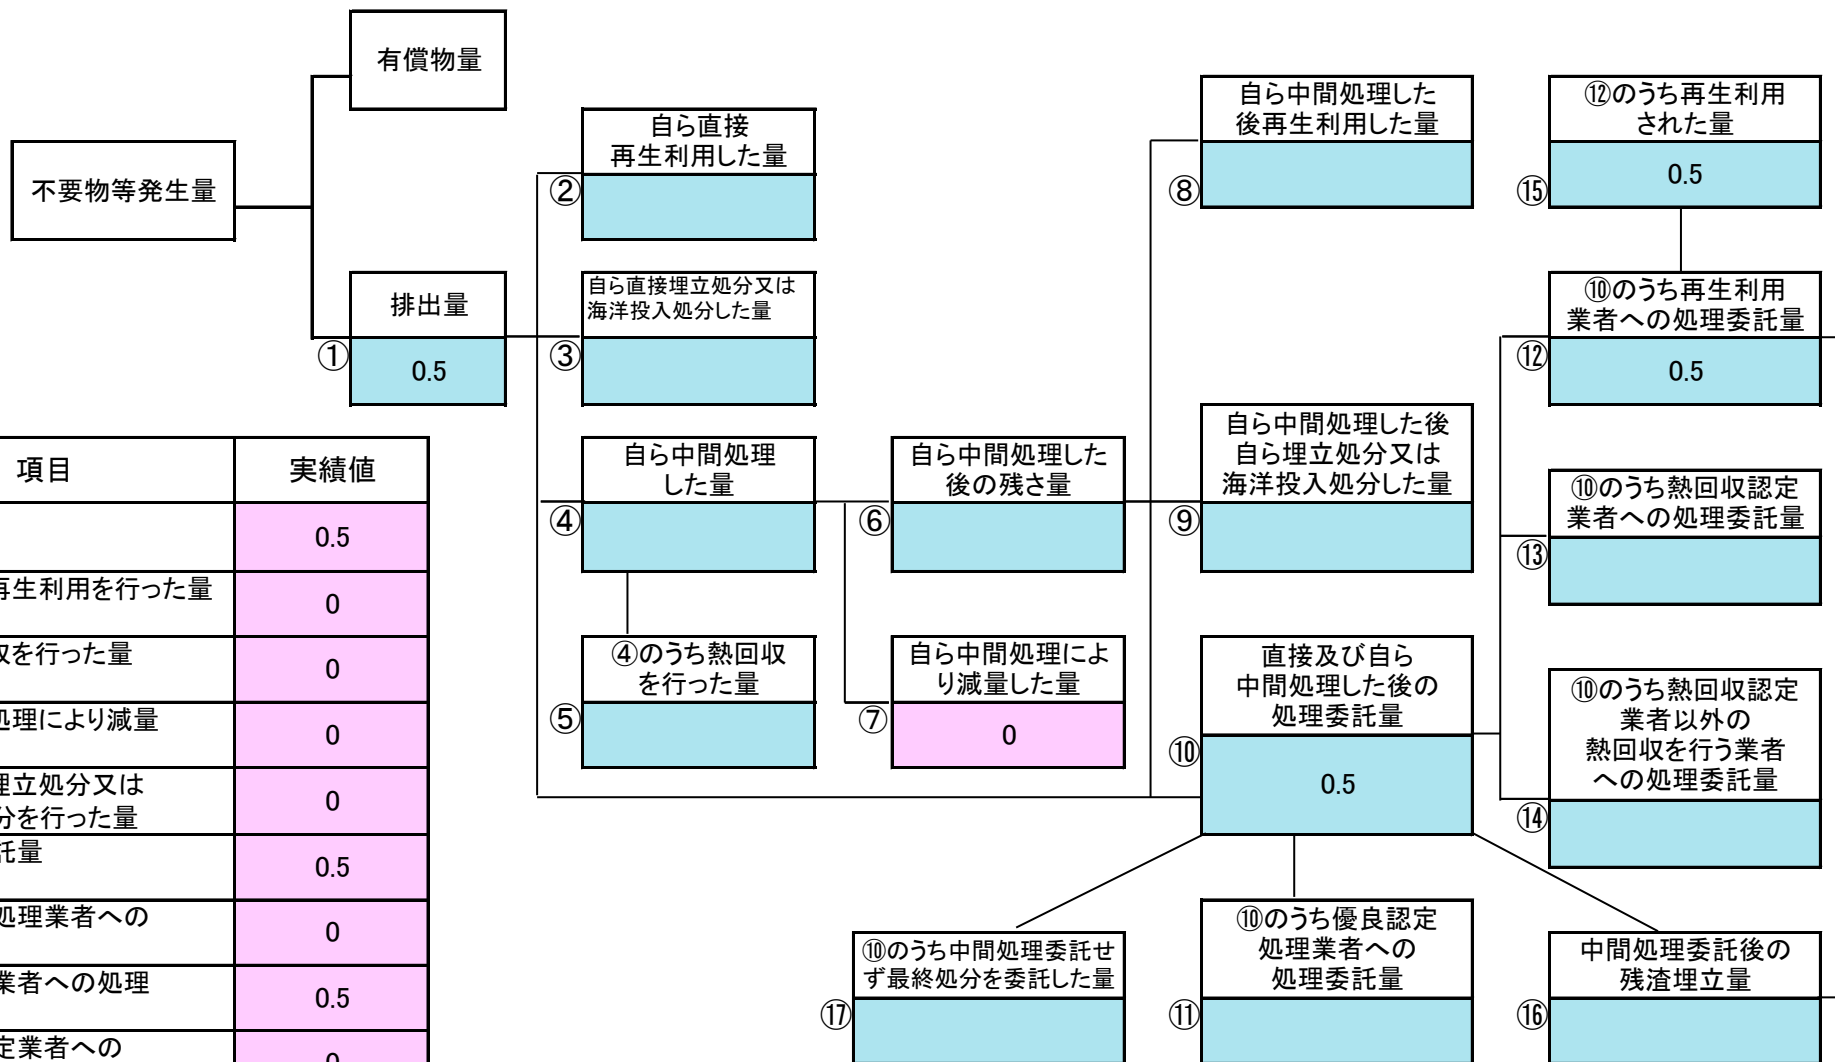 有償物量
不要物等発生量
排出量
①
0.5
自ら直接
再生利用した量
②
自ら直接埋立処分又は
海洋投入処分した量
③
自ら中間処理
した量
④
④のうち熱回収
を行った量
⑤
自ら中間処理した
後の残さ量
⑥
自ら中間処理によ
り減量した量
⑦
0
自ら中間処理した
後再生利用した量
⑧
自ら中間処理した後
自ら埋立処分又は
海洋投入処分した量
⑨
直接及び自ら
中間処理した後の
処理委託量
⑩
0.5
⑫のうち再生利用
された量
⑮
0.5
⑩のうち再生利用
業者への処理委託量
⑫
0.5
⑩のうち熱回収認定
業者への処理委託量
⑬
⑩のうち熱回収認定
業者以外の
熱回収を行う業者
への処理委託量
⑭
⑩のうち中間処理委託せ
ず最終処分を委託した量
⑰
⑩のうち優良認定
処理業者への
処理委託量
⑪
中間処理委託後の
残渣埋立量
⑯
項目 実績値
0.5
再生利用を行った量 0
を行った量 0
処理により減量 0
埋立処分又は
分を行った量 0
託量 0.5
処理業者への 0
業者への処理 0.5
定業者への 0